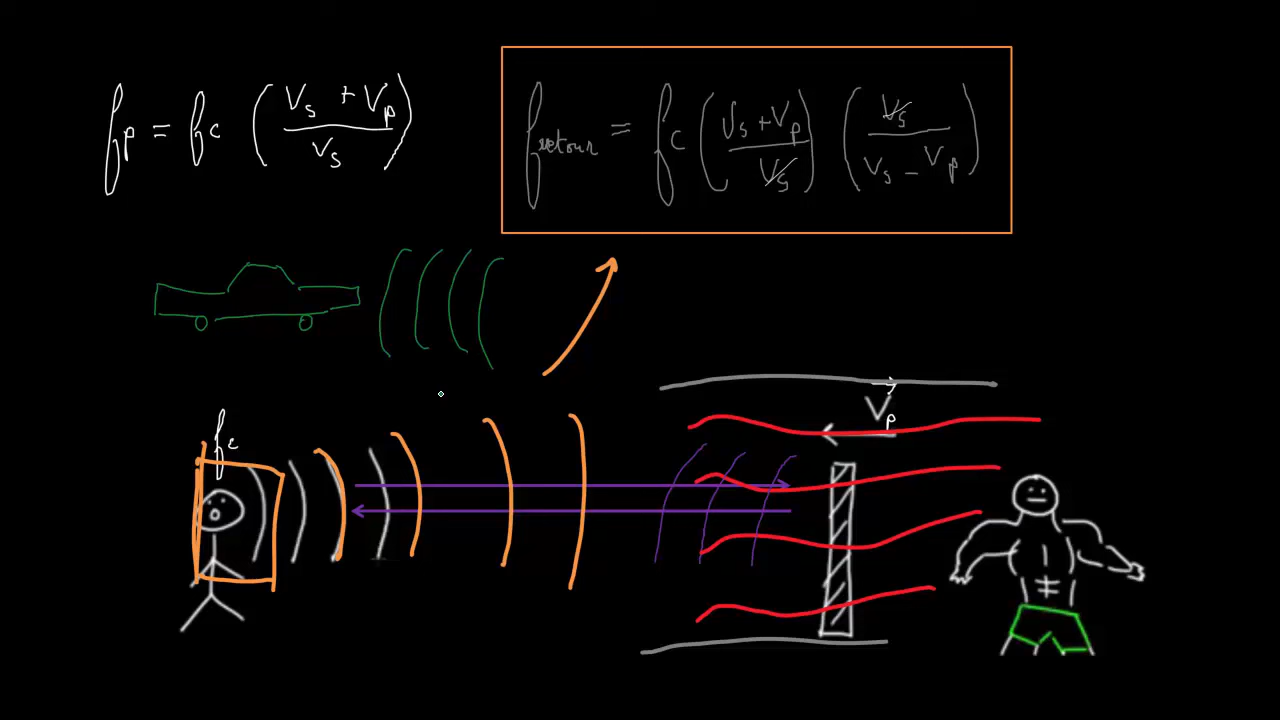 fp = fc ( Vs + Vp / Vs )
fretour = fc ( Vs + Vp / Vs ) ( Vs / Vs - Vp )
Vp
fc